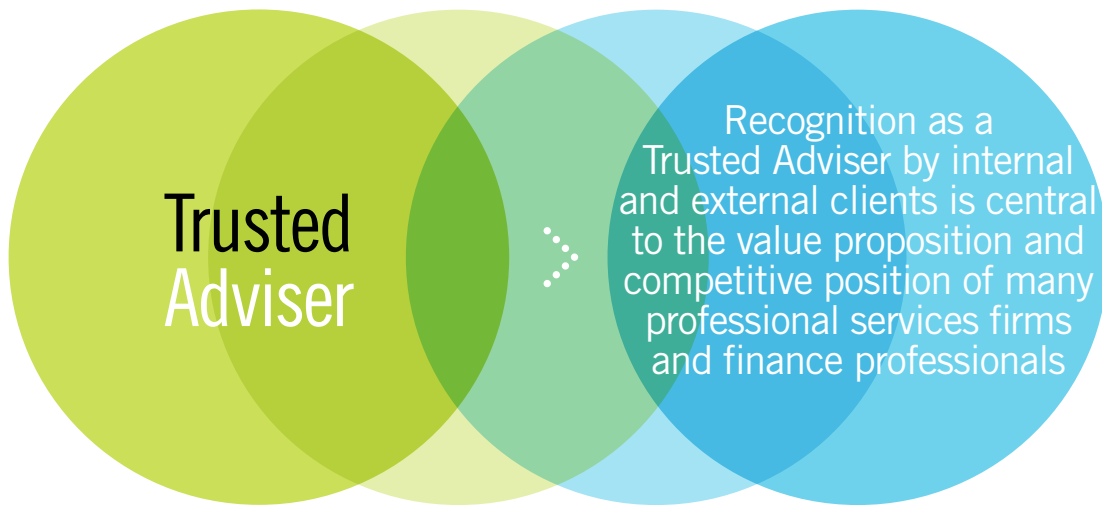 Trusted
Adviser
Recognition as a
Trusted Adviser by internal
and external clients is central
to the value proposition and
competitive position of many
professional services firms
and finance professionals